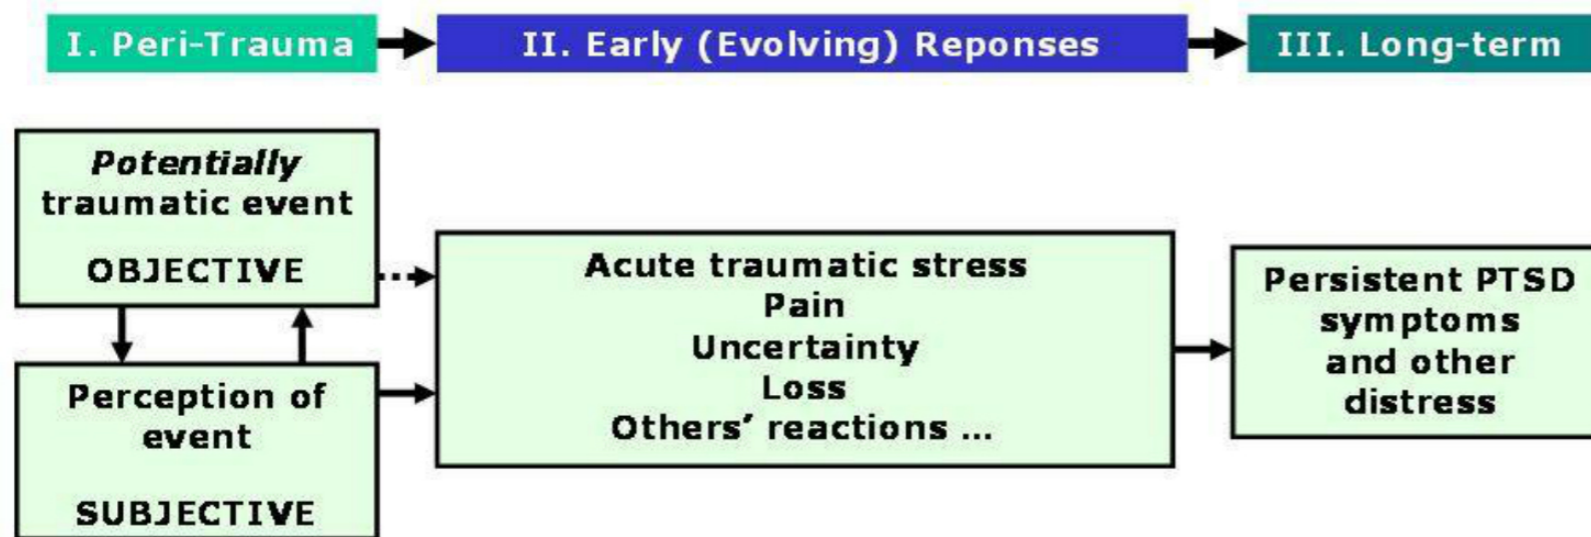 I. Peri-Trauma
II. Early (Evolving) Reponses
III. Long-term
Potentially
traumatic event
OBJECTIVE
Perception of
event
SUBJECTIVE
Acute traumatic stress
Pain
Uncertainty
Loss
Others’ reactions ...
Persistent PTSD
symptoms
and other
distress